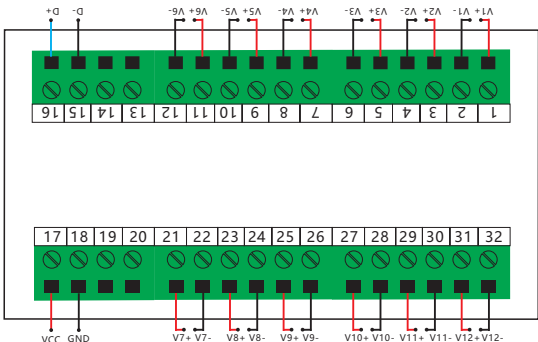 D+ D- V6- V6+ V5- V5+ V4- V4+ V3- V3+ V2- V2+ V1- V1+
16 15 14 13 12 11 10 9 8 7 6 5 4 3 2 1
17 18 19 20 21 22 23 24 25 26 27 28 29 30 31 32
VCC GND V7+ V7- V8+ V8- V9+ V9- V10+ V10- V11+ V11- V12+ V12-